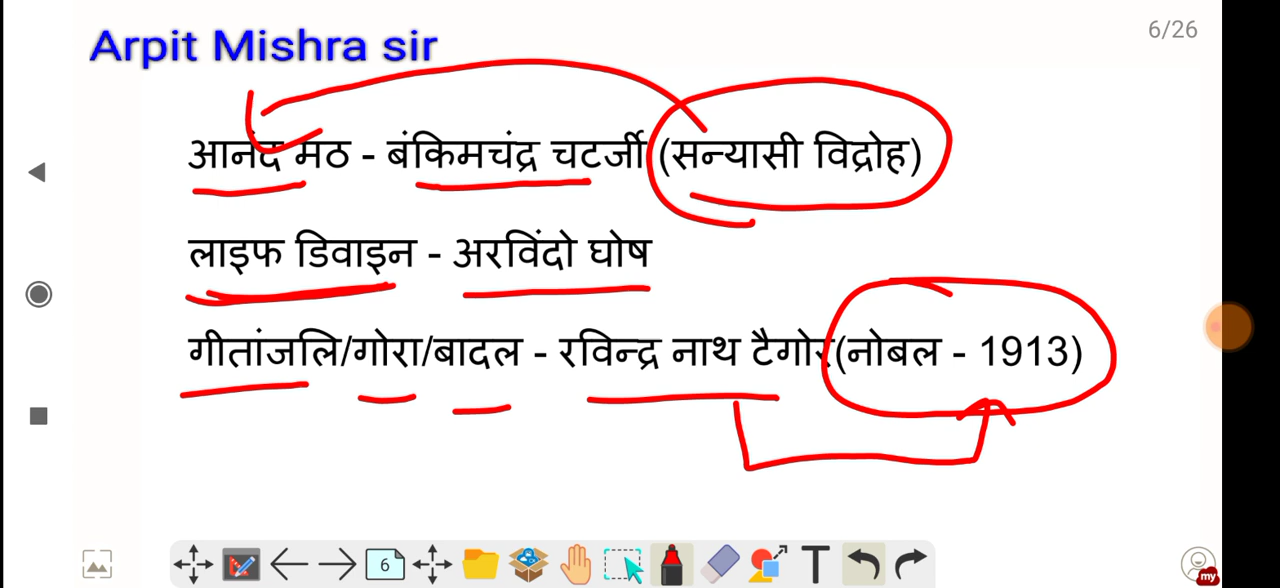 6/26
Arpit Mishra sir
आनंद मठ - बंकिमचंद्र चटर्जी (सन्यासी विद्रोह)
लाइफ डिवाइन - अरविंदो घोष
गीतांजलि/गोरा/बादल - रविन्द्र नाथ टैगोर(नोबल - 1913)
6
T
my